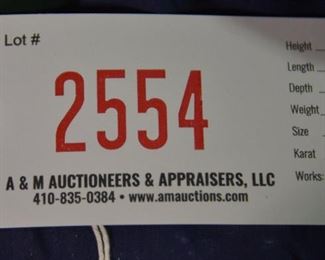 Lot #
2554
A & M AUCTIONEERS & APPRAISERS, LLC
410-835-0384 • www.amauctions.com
Height
Length
Depth
Weight
Size
Karat
Works: